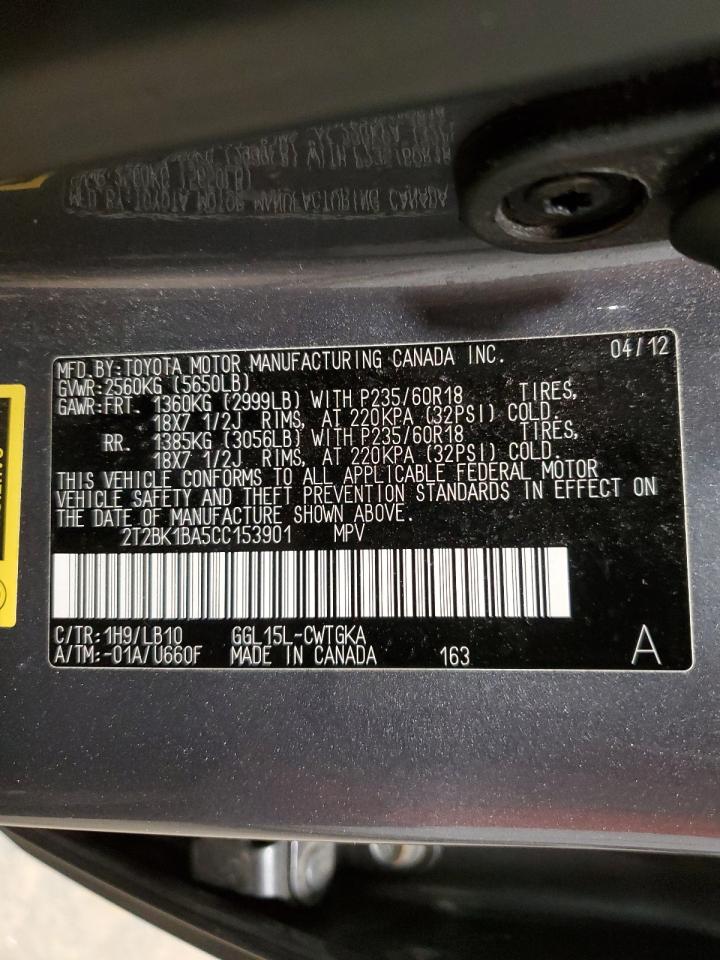 MFD.BY:TOYOTA MOTOR MANUFACTURING CANADA INC. 04/12
GVWR:2560KG (5650LB)
GAWR:FRT. 1360KG (2999LB) WITH P235/60R18 TIRES,
18X7 1/2J RIMS, AT 220KPA (32PSI) COLD.
RR. 1385KG (3056LB) WITH P235/60R18 TIRES,
18X7 1/2J RIMS, AT 220KPA (32PSI) COLD.
THIS VEHICLE CONFORMS TO ALL APPLICABLE FEDERAL MOTOR
VEHICLE SAFETY AND THEFT PREVENTION STANDARDS IN EFFECT ON
THE DATE OF MANUFACTURE SHOWN ABOVE.
2T2BK1BA5CC153901 MPV
C/TR:1H9/LB10 GGL15L-CWTGKA
A/TM:-01A/U660F MADE IN CANADA 163 A